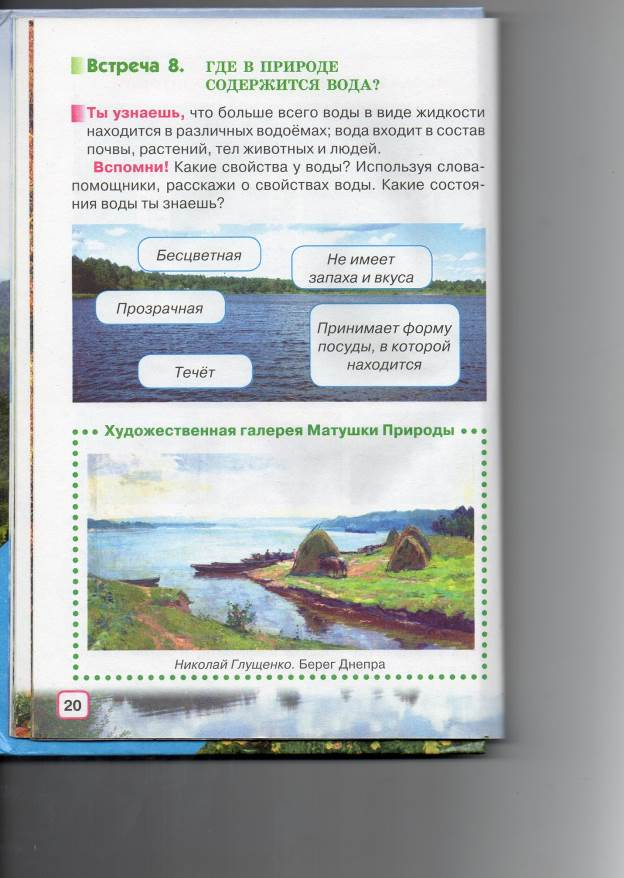 Встреча 8. ГДЕ В ПРИРОДЕ
СОДЕРЖИТСЯ ВОДА?
Ты узнаешь, что больше всего воды в виде жидкости
находится в различных водоёмах; вода входит в состав
почвы, растений, тел животных и людей.
Вспомни! Какие свойства у воды? Используя слова-
помощники, расскажи о свойствах воды. Какие состоя-
ния воды ты знаешь?
Бесцветная
Не имеет
запаха и вкуса
Прозрачная
Принимает форму
посуды, в которой
находится
Течёт
Художественная галерея Матушки Природы
Николай Глущенко. Берег Днепра
20